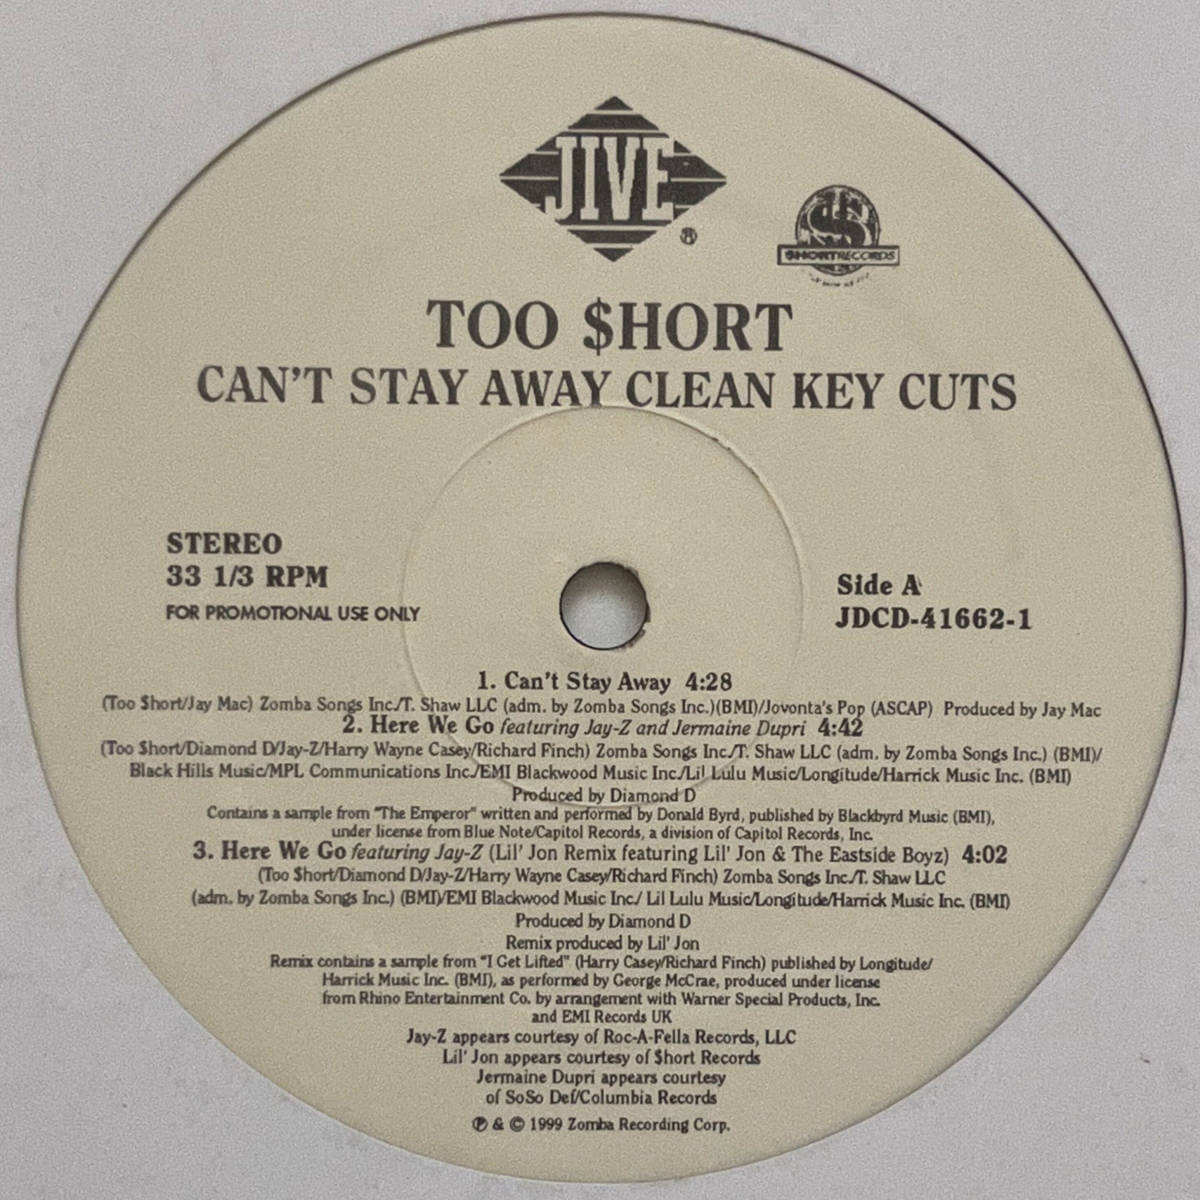 JIVE
®
$HORT RECORDS
TOO $HORT
CAN'T STAY AWAY CLEAN KEY CUTS
STEREO
33 1/3 RPM
FOR PROMOTIONAL USE ONLY
Side A
JDCD-41662-1
1. Can't Stay Away 4:28
(Too $hort/Jay Mac) Zomba Songs Inc./T. Shaw LLC (adm. by Zomba Songs Inc.)(BMI)/Jovonta's Pop (ASCAP) Produced by Jay Mac
2. Here We Go featuring Jay-Z and Jermaine Dupri 4:42
(Too $hort/Diamond D/Jay-Z/Harry Wayne Casey/Richard Finch) Zomba Songs Inc./T. Shaw LLC (adm. by Zomba Songs Inc.) (BMI)/
Black Hills Music/MPL Communications Inc./EMI Blackwood Music Inc./Lil' Lulu Music/Longitude/Harrick Music Inc. (BMI)
Produced by Diamond D
Contains a sample from "The Emperor" written and performed by Donald Byrd, published by Blackbyrd Music (BMI),
under license from Blue Note/Capitol Records, a division of Capitol Records, Inc.
3. Here We Go featuring Jay-Z (Lil' Jon Remix featuring Lil' Jon & The Eastside Boyz) 4:02
(Too $hort/Diamond D/Jay-Z/Harry Wayne Casey/Richard Finch) Zomba Songs Inc./T. Shaw LLC
(adm. by Zomba Songs Inc.) (BMI)/EMI Blackwood Music Inc./ Lil Lulu Music/Longitude/Harrick Music Inc. (BMI)
Produced by Diamond D
Remix produced by Lil' Jon
Remix contains a sample from "I Get Lifted" (Harry Casey/Richard Finch) published by Longitude/
Harrick Music Inc. (BMI), as performed by George McCrae, produced under license
from Rhino Entertainment Co. by arrangement with Warner Special Products, Inc.
and EMI Records UK
Jay-Z appears courtesy of Roc-A-Fella Records, LLC
Lil' Jon appears courtesy of $hort Records
Jermaine Dupri appears courtesy
of SoSo Def/Columbia Records
℗ & © 1999 Zomba Recording Corp.